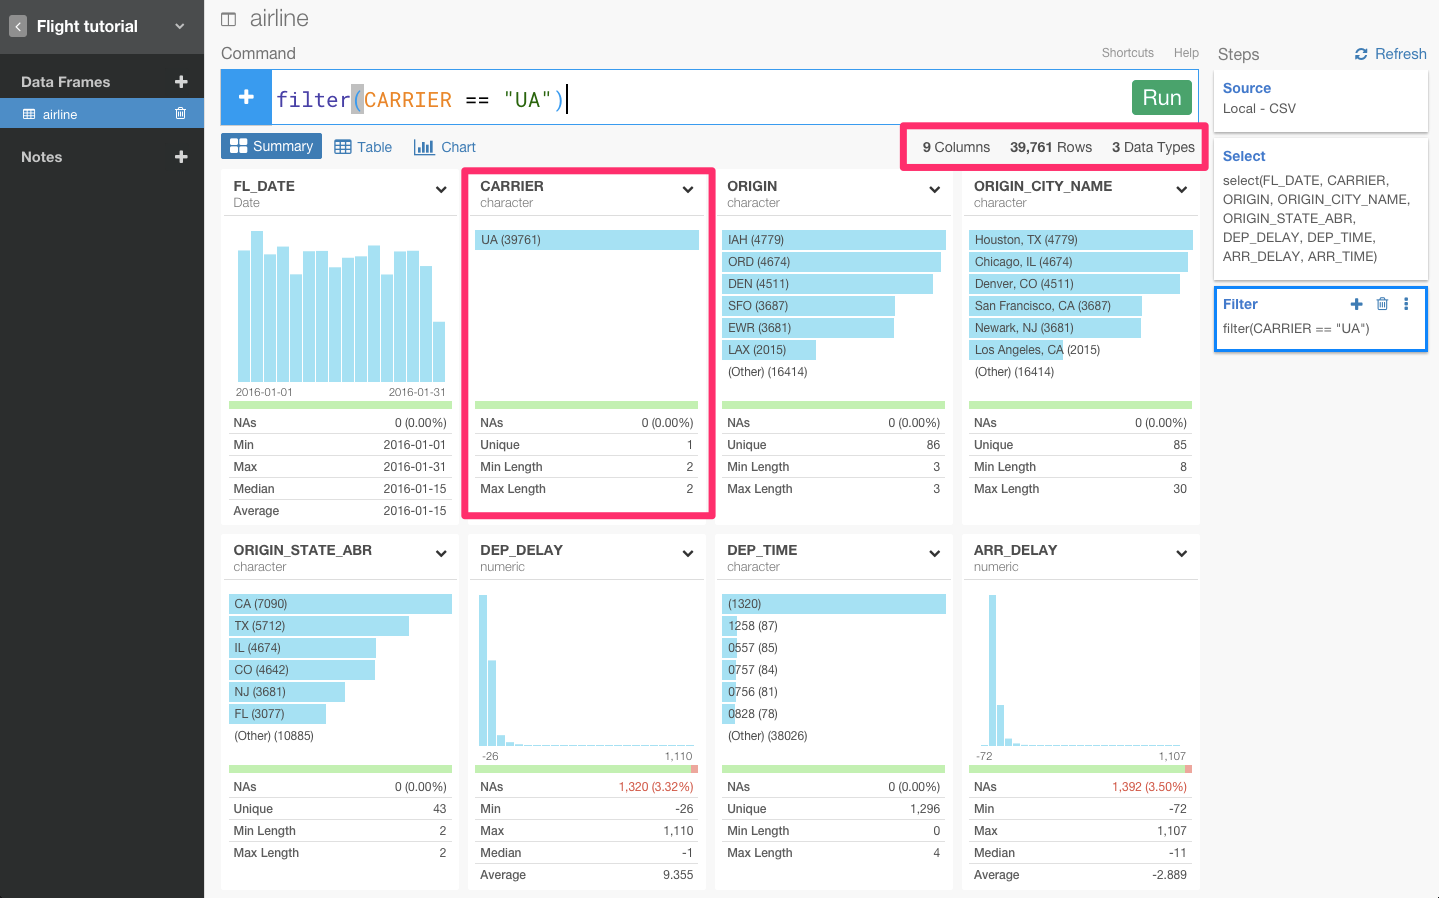 Flight tutorial
Data Frames
airline
Notes
airline
Command
Shortcuts Help
filter(CARRIER == "UA")
Run
Summary Table Chart
9 Columns 39,761 Rows 3 Data Types
FL_DATE
Date
2016-01-01 2016-01-31
NAs 0 (0.00%)
Min 2016-01-01
Max 2016-01-31
Median 2016-01-15
Average 2016-01-15
CARRIER
character
UA (39761)
NAs 0 (0.00%)
Unique 1
Min Length 2
Max Length 2
ORIGIN
character
IAH (4779)
ORD (4674)
DEN (4511)
SFO (3687)
EWR (3681)
LAX (2015)
(Other) (16414)
NAs 0 (0.00%)
Unique 86
Min Length 3
Max Length 3
ORIGIN_CITY_NAME
character
Houston, TX (4779)
Chicago, IL (4674)
Denver, CO (4511)
San Francisco, CA (3687)
Newark, NJ (3681)
Los Angeles, CA (2015)
(Other) (16414)
NAs 0 (0.00%)
Unique 85
Min Length 8
Max Length 30
ORIGIN_STATE_ABR
character
CA (7090)
TX (5712)
IL (4674)
CO (4642)
NJ (3681)
FL (3077)
(Other) (10885)
NAs 0 (0.00%)
Unique 43
Min Length 2
Max Length 2
DEP_DELAY
numeric
-26 1,110
NAs 1,320 (3.32%)
Min -26
Max 1,110
Median -1
Average 9.355
DEP_TIME
character
(1320)
1258 (87)
0557 (85)
0757 (84)
0756 (81)
0828 (78)
(Other) (38026)
NAs 0 (0.00%)
Unique 1,296
Min Length 0
Max Length 4
ARR_DELAY
numeric
-72 1,107
NAs 1,392 (3.50%)
Min -72
Max 1,107
Median -11
Average -2.889
Steps Refresh
Source
Local - CSV
Select
select(FL_DATE, CARRIER,
ORIGIN, ORIGIN_CITY_NAME,
ORIGIN_STATE_ABR,
DEP_DELAY, DEP_TIME,
ARR_DELAY, ARR_TIME)
Filter
filter(CARRIER == "UA")